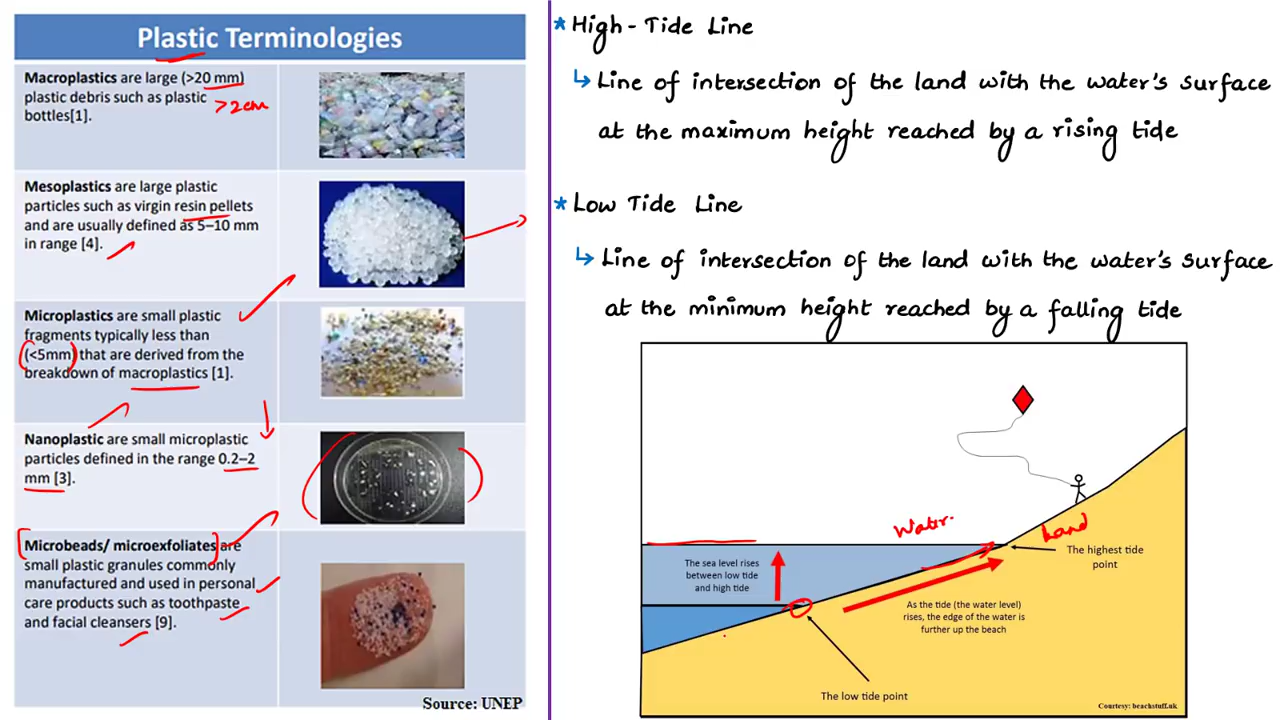 Plastic Terminologies
Macroplastics are large (>20 mm)
plastic debris such as plastic
>2cm
bottles[1].
Mesoplastics are large plastic
particles such as virgin resin pellets
and are usually defined as 5–10 mm
in range [4].
Microplastics are small plastic
fragments typically less than
(<5mm) that are derived from the
breakdown of macroplastics [1].
Nanoplastic are small microplastic
particles defined in the range 0.2–2
mm [3].
Microbeads/ microexfoliates are
small plastic granules commonly
manufactured and used in personal
care products such as toothpaste
and facial cleansers [9].
Source: UNEP
* High-Tide Line
↳ Line of intersection of the land with the water's surface
at the maximum height reached by a rising tide
* Low Tide Line
↳ Line of intersection of the land with the water's surface
at the minimum height reached by a falling tide
Water
Land
The highest tide
point
The sea level rises
between low tide
and high tide
As the tide (the water level)
rises, the edge of the water is
further up the beach
The low tide point
Courtesy: beachstuff.uk